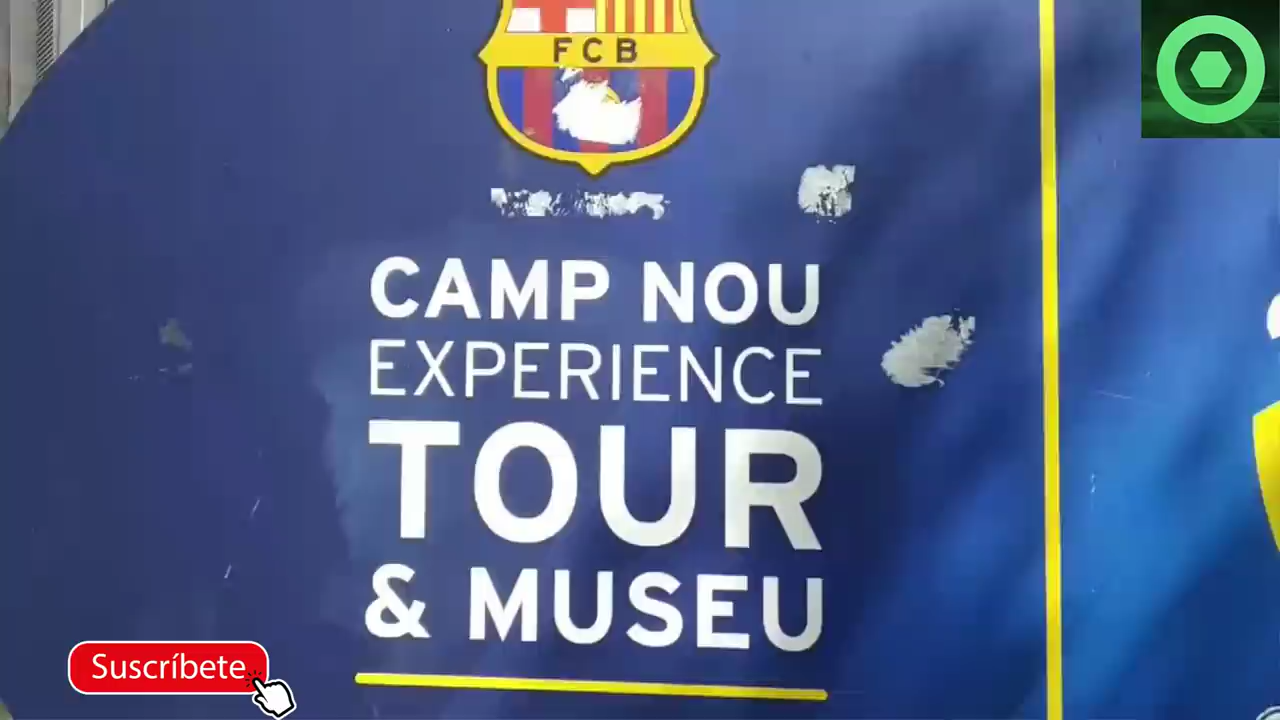 FCB
CAMP NOU
EXPERIENCE
TOUR
& MUSEU
Suscríbete